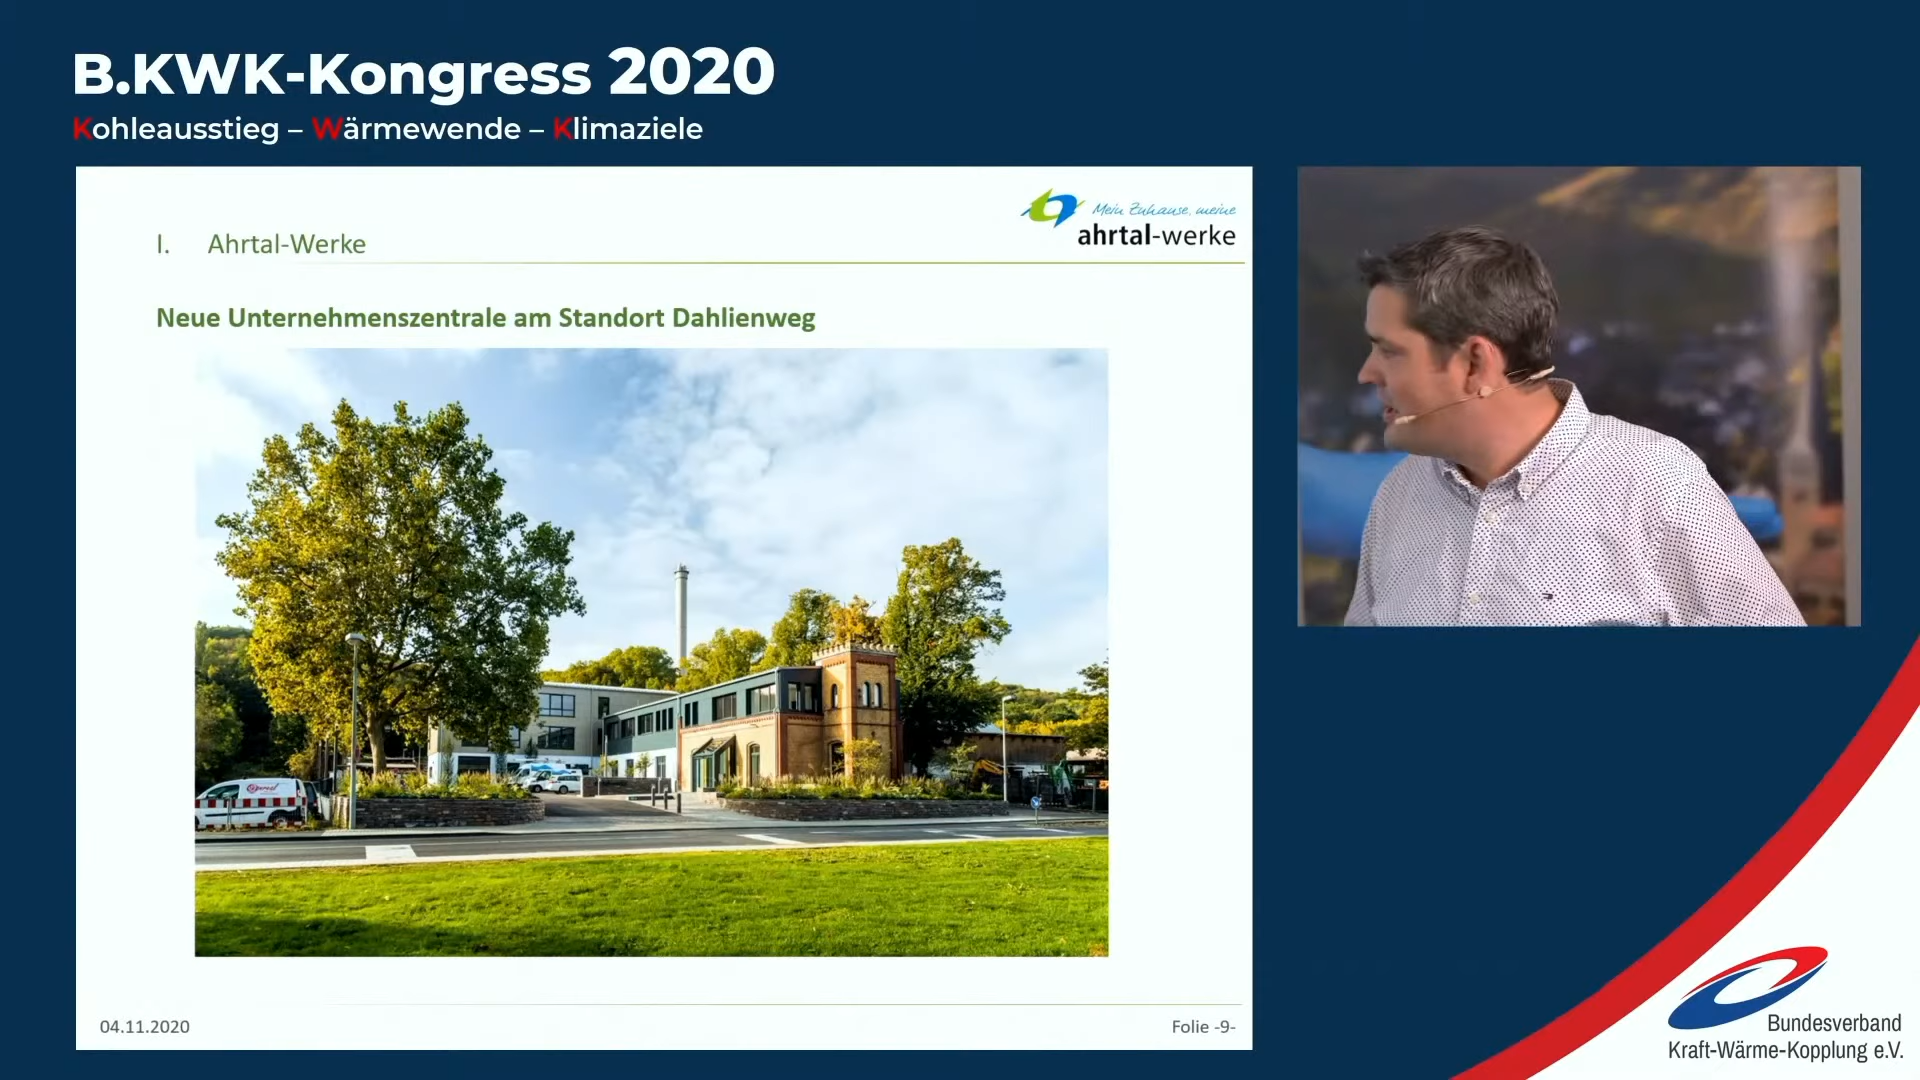 B.KWK-Kongress 2020
Kohleausstieg – Wärmewende – Klimaziele
Mein Zuhause, meine
ahrtal-werke
I. Ahrtal-Werke
Neue Unternehmenszentrale am Standort Dahlienweg
04.11.2020
Folie -9-
Bundesverband
Kraft-Wärme-Kopplung e.V.